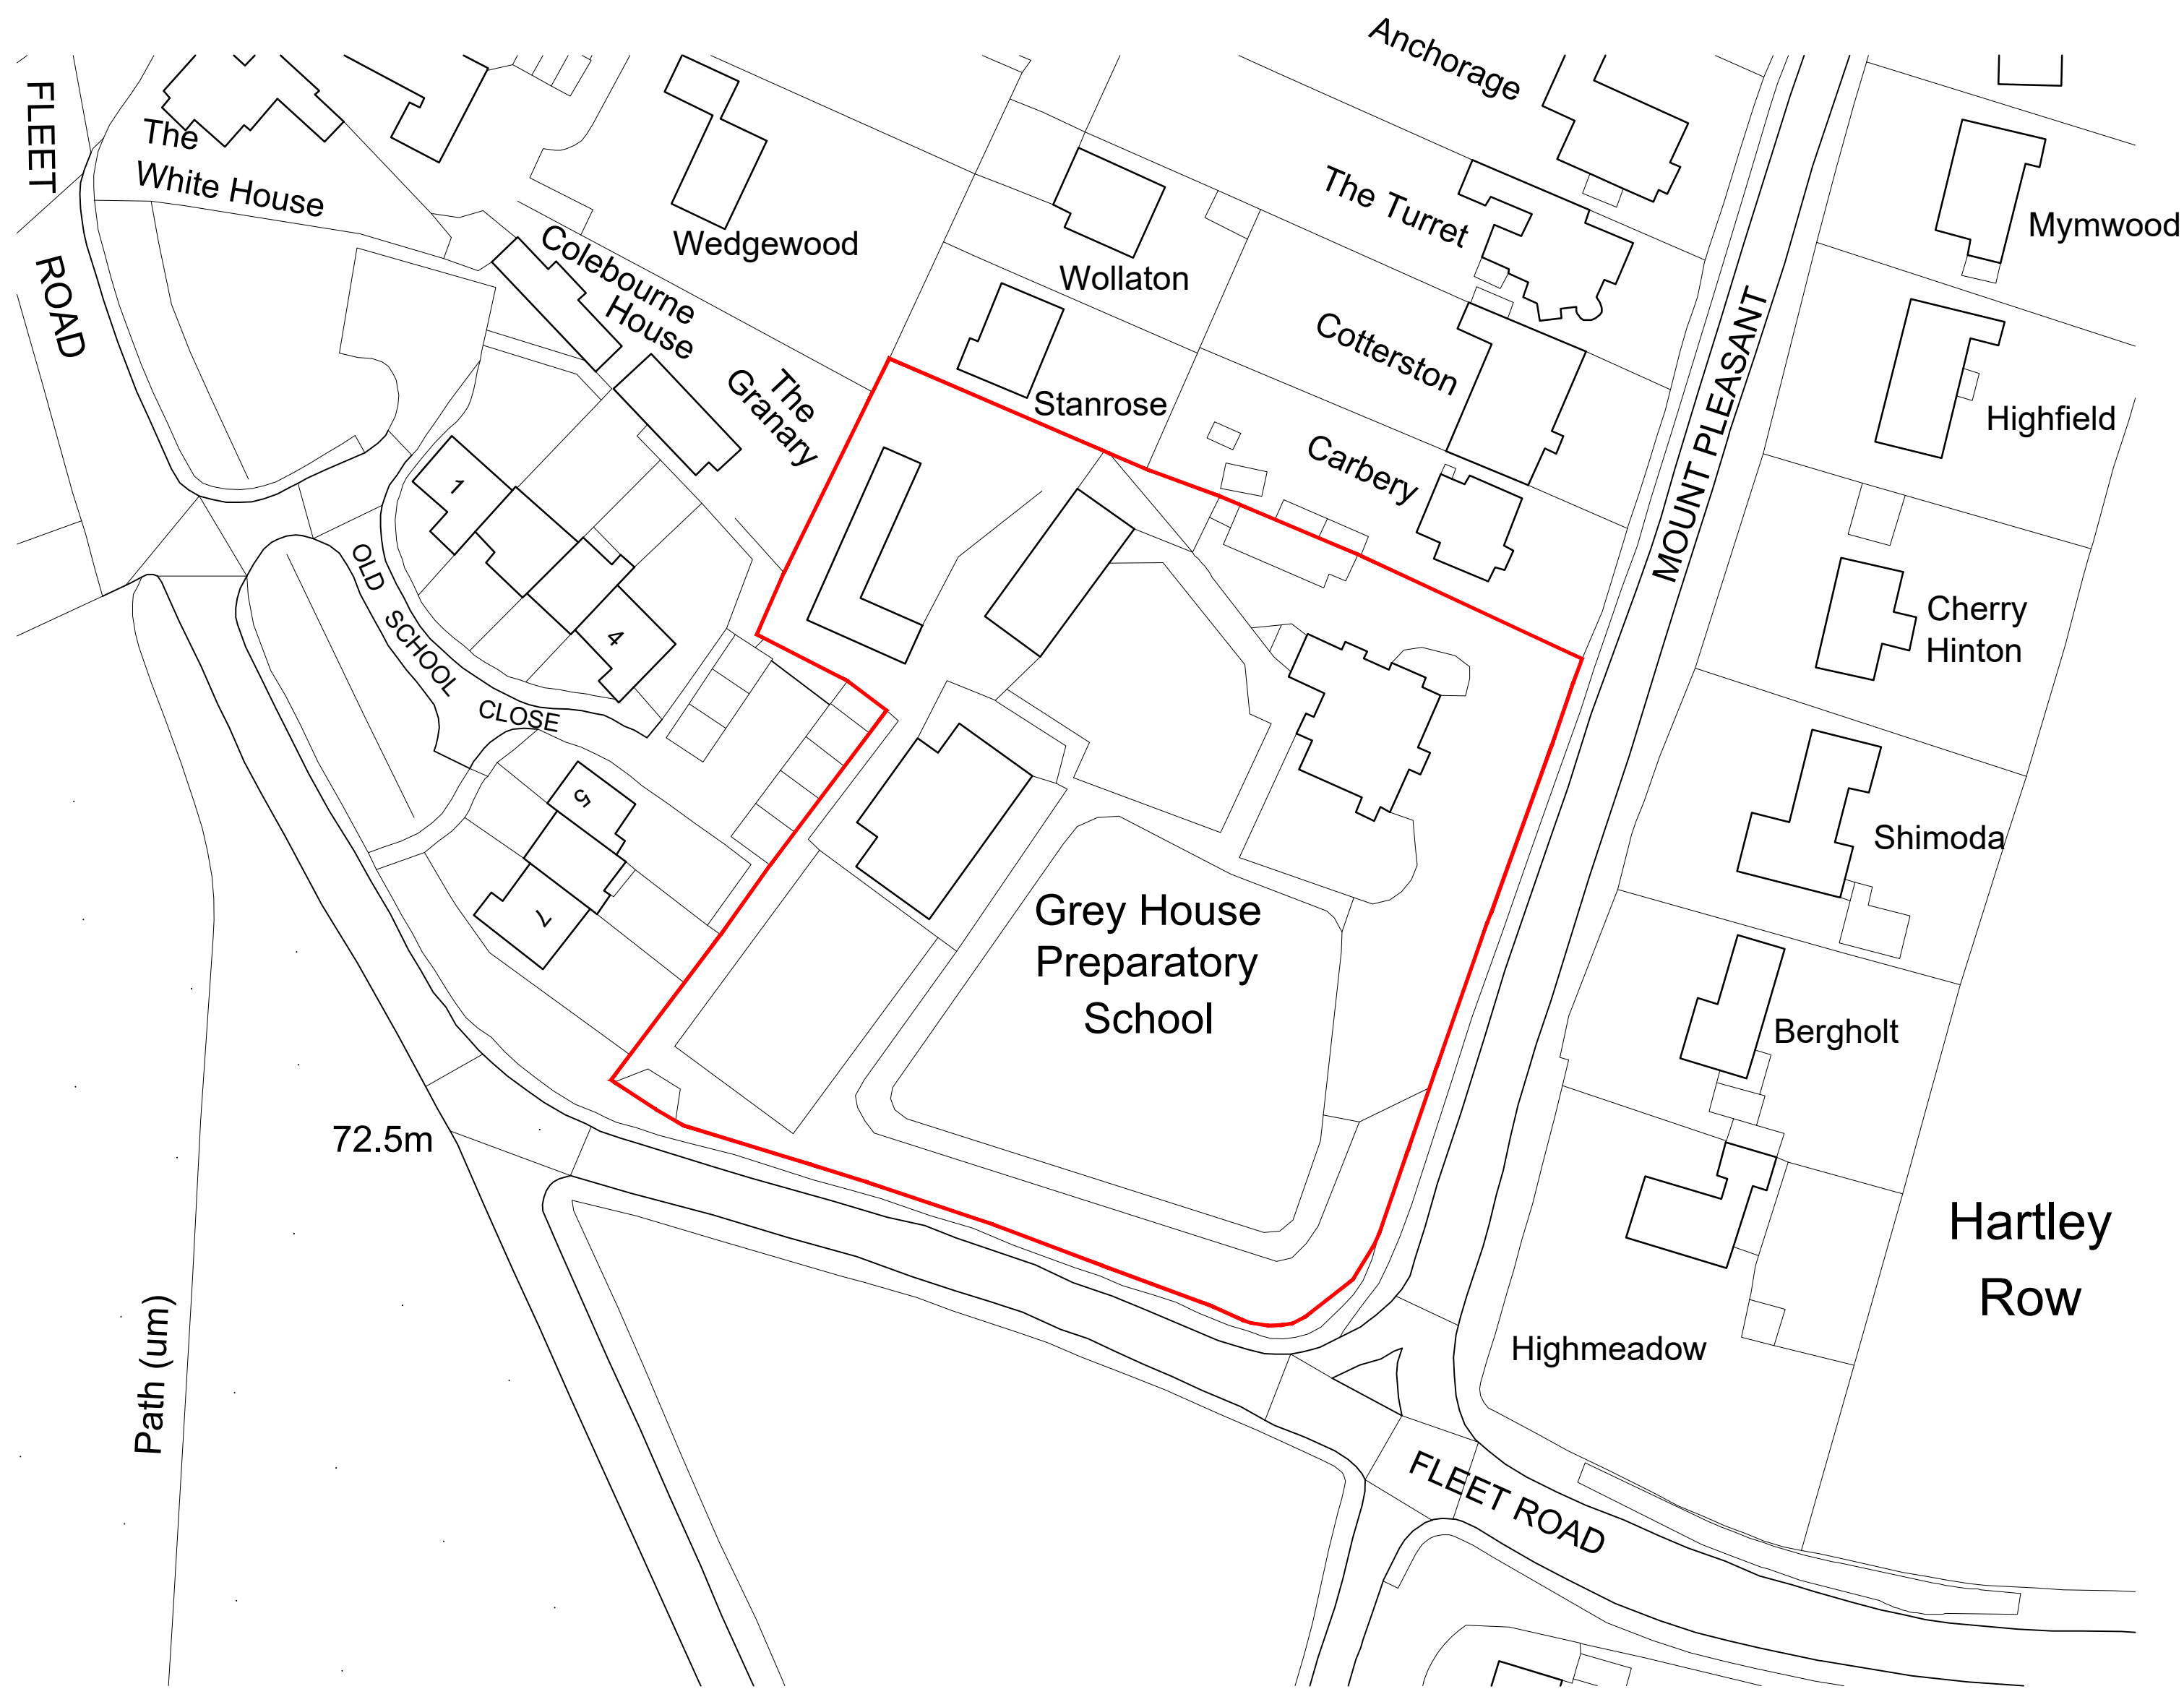 Anchorage
FLEET
ROAD
The
White House
Wedgewood
Colebourne
House
The
Granary
Wollaton
Stanrose
The Turret
Cotterston
Carbery
MOUNT PLEASANT
Mymwood
Highfield
Cherry
Hinton
Shimoda
Bergholt
1
4
OLD SCHOOL CLOSE
5
7
Grey House
Preparatory
School
72.5m
Path (um)
Hartley
Row
Highmeadow
FLEET ROAD